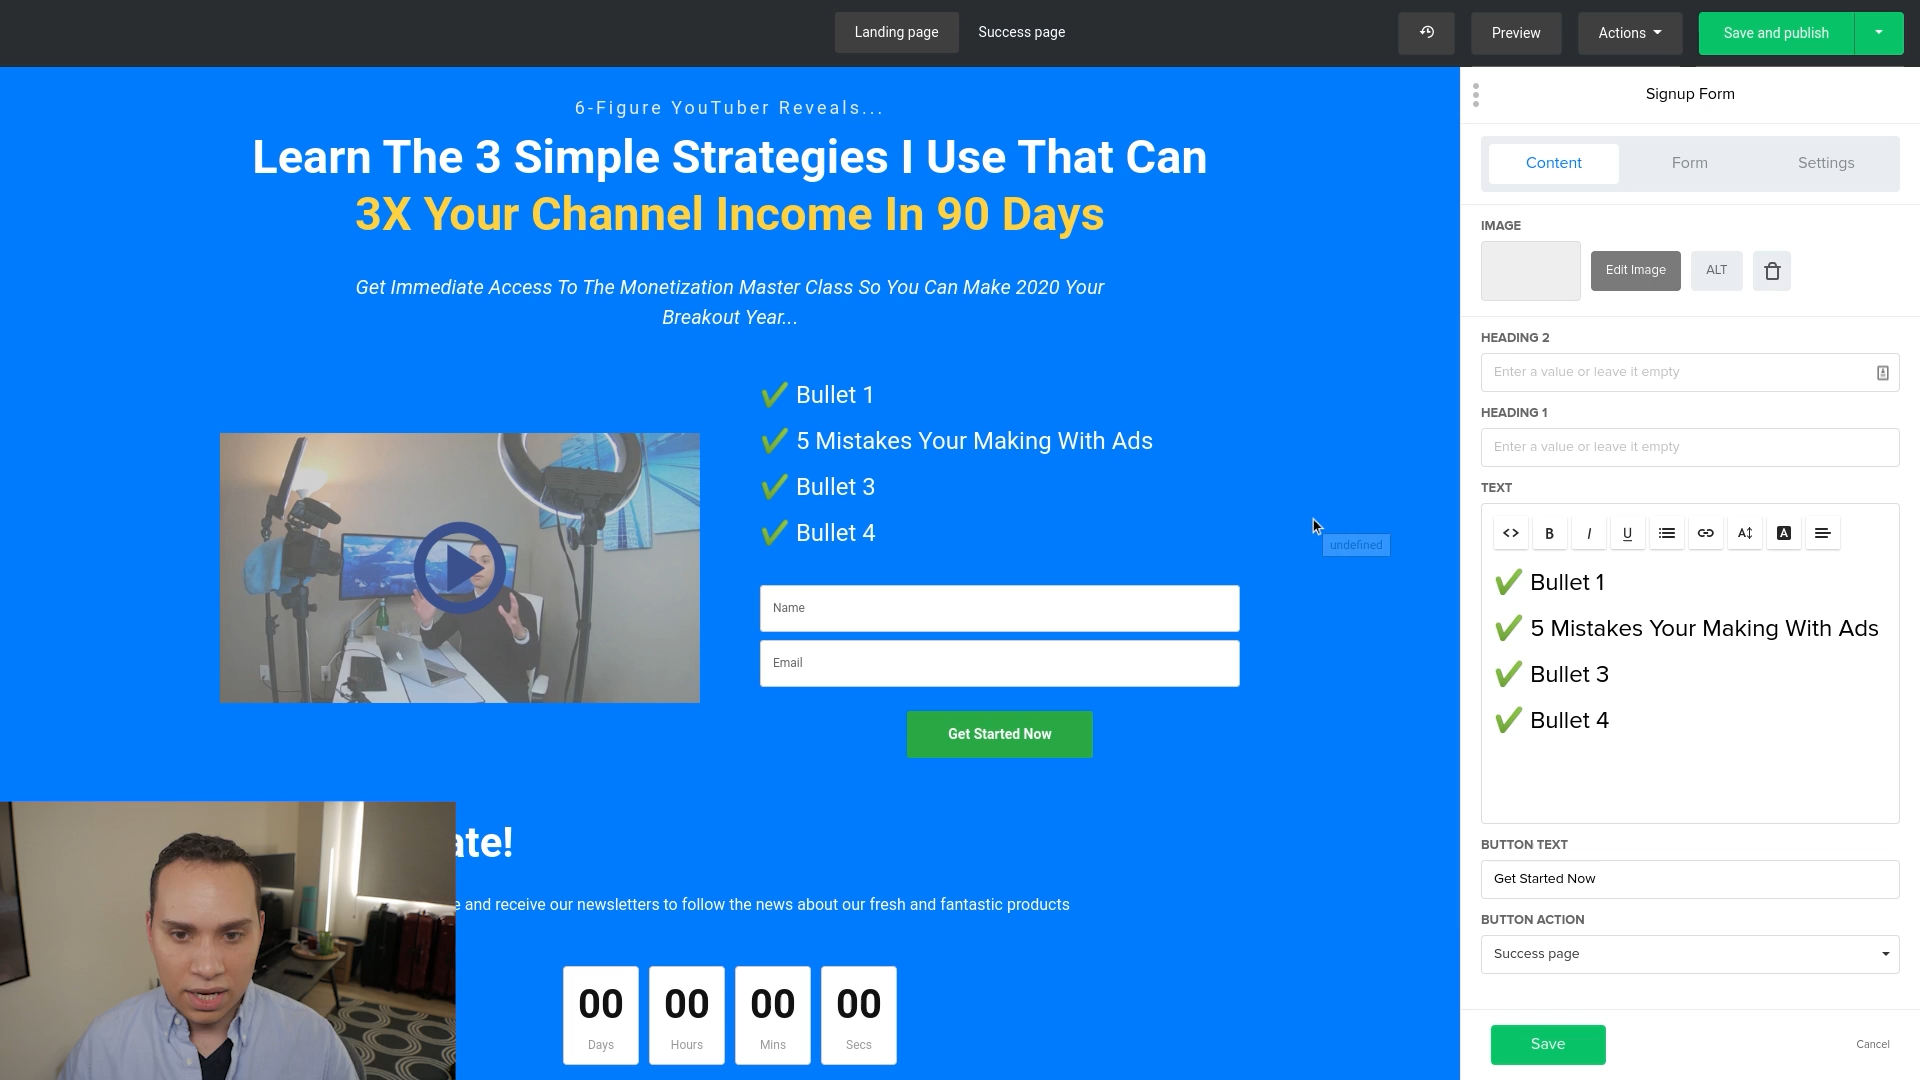 Landing page
Success page
Preview
Actions
Save and publish
6-Figure YouTuber Reveals...
Learn The 3 Simple Strategies I Use That Can
3X Your Channel Income In 90 Days
Get Immediate Access To The Monetization Master Class So You Can Make 2020 Your
Breakout Year...
✔ Bullet 1
✔ 5 Mistakes Your Making With Ads
✔ Bullet 3
✔ Bullet 4
undefined
Name
Email
Get Started Now
ate!
e and receive our newsletters to follow the news about our fresh and fantastic products
00 00 00 00
Days Hours Mins Secs
Signup Form
Content Form Settings
IMAGE
Edit Image ALT
HEADING 2
Enter a value or leave it empty
HEADING 1
Enter a value or leave it empty
TEXT
<> B I U A
✔ Bullet 1
✔ 5 Mistakes Your Making With Ads
✔ Bullet 3
✔ Bullet 4
BUTTON TEXT
Get Started Now
BUTTON ACTION
Success page
Save
Cancel